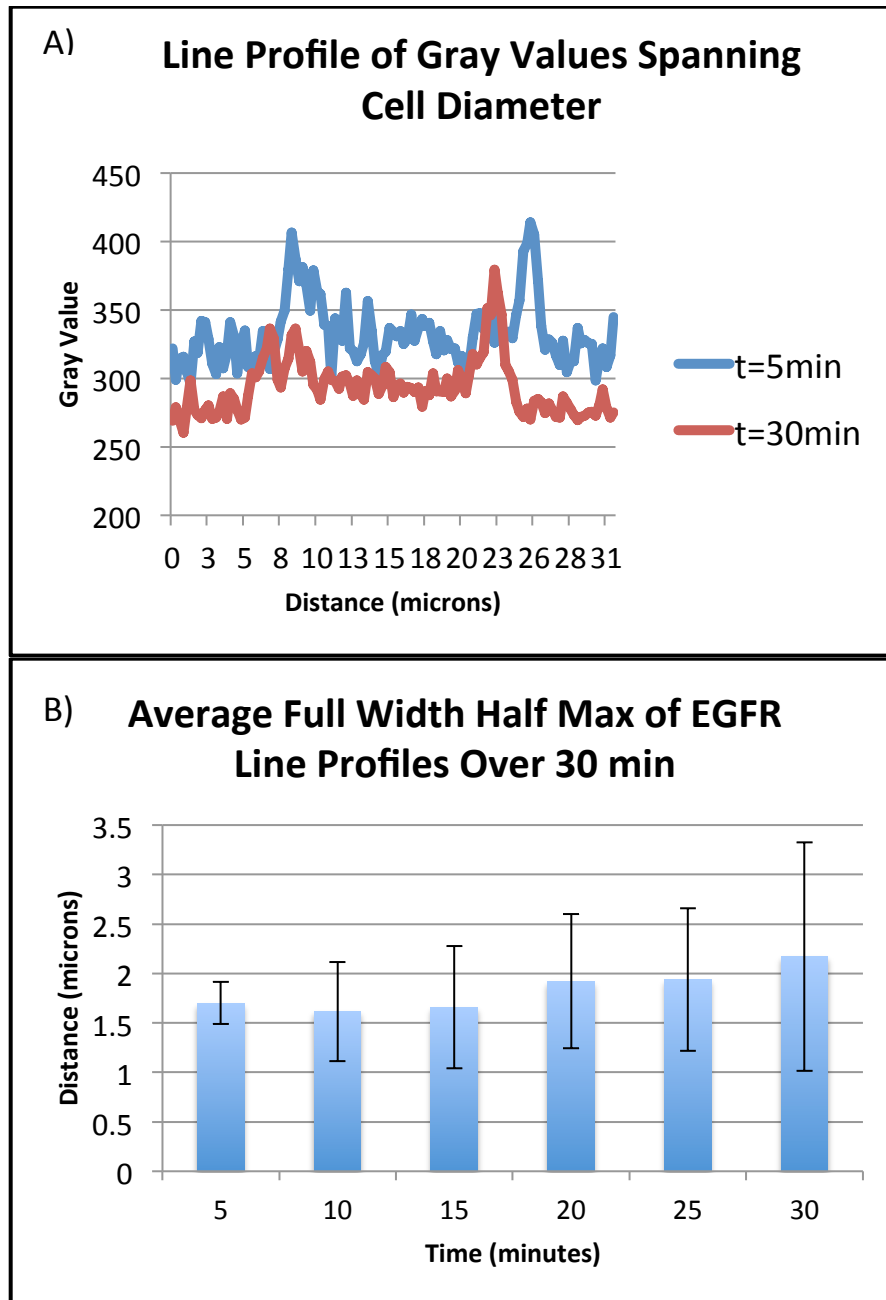 A)
Line Profile of Gray Values Spanning
Cell Diameter
450
400
350
300
250
200
Gray Value
0 3 5 8 10 13 15 18 20 23 26 28 31
Distance (microns)
t=5min
t=30min
B)
Average Full Width Half Max of EGFR
Line Profiles Over 30 min
3.5
3
2.5
2
1.5
1
0.5
0
Distance (microns)
5 10 15 20 25 30
Time (minutes)